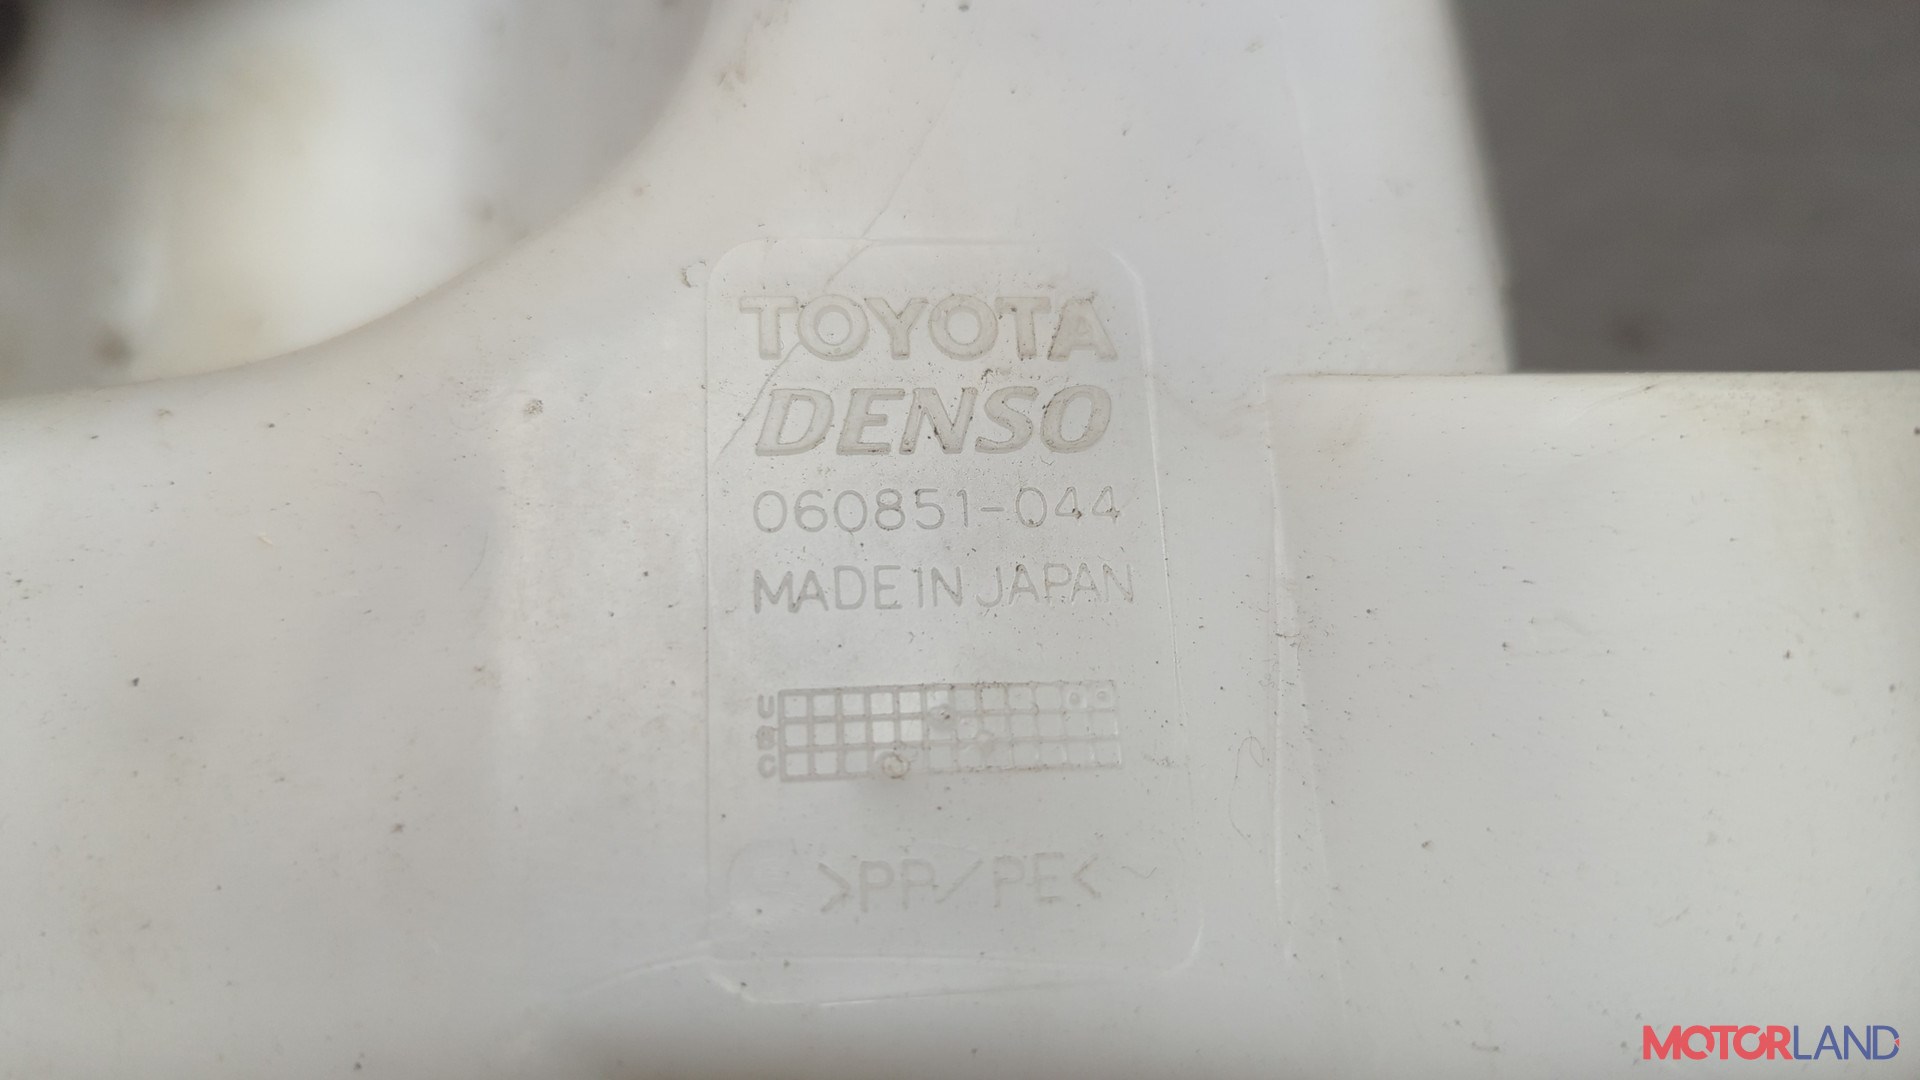 TOYOTA
DENSO
060851-044
MADE IN JAPAN
U
B
C
>PP/PE<
MOTORLAND